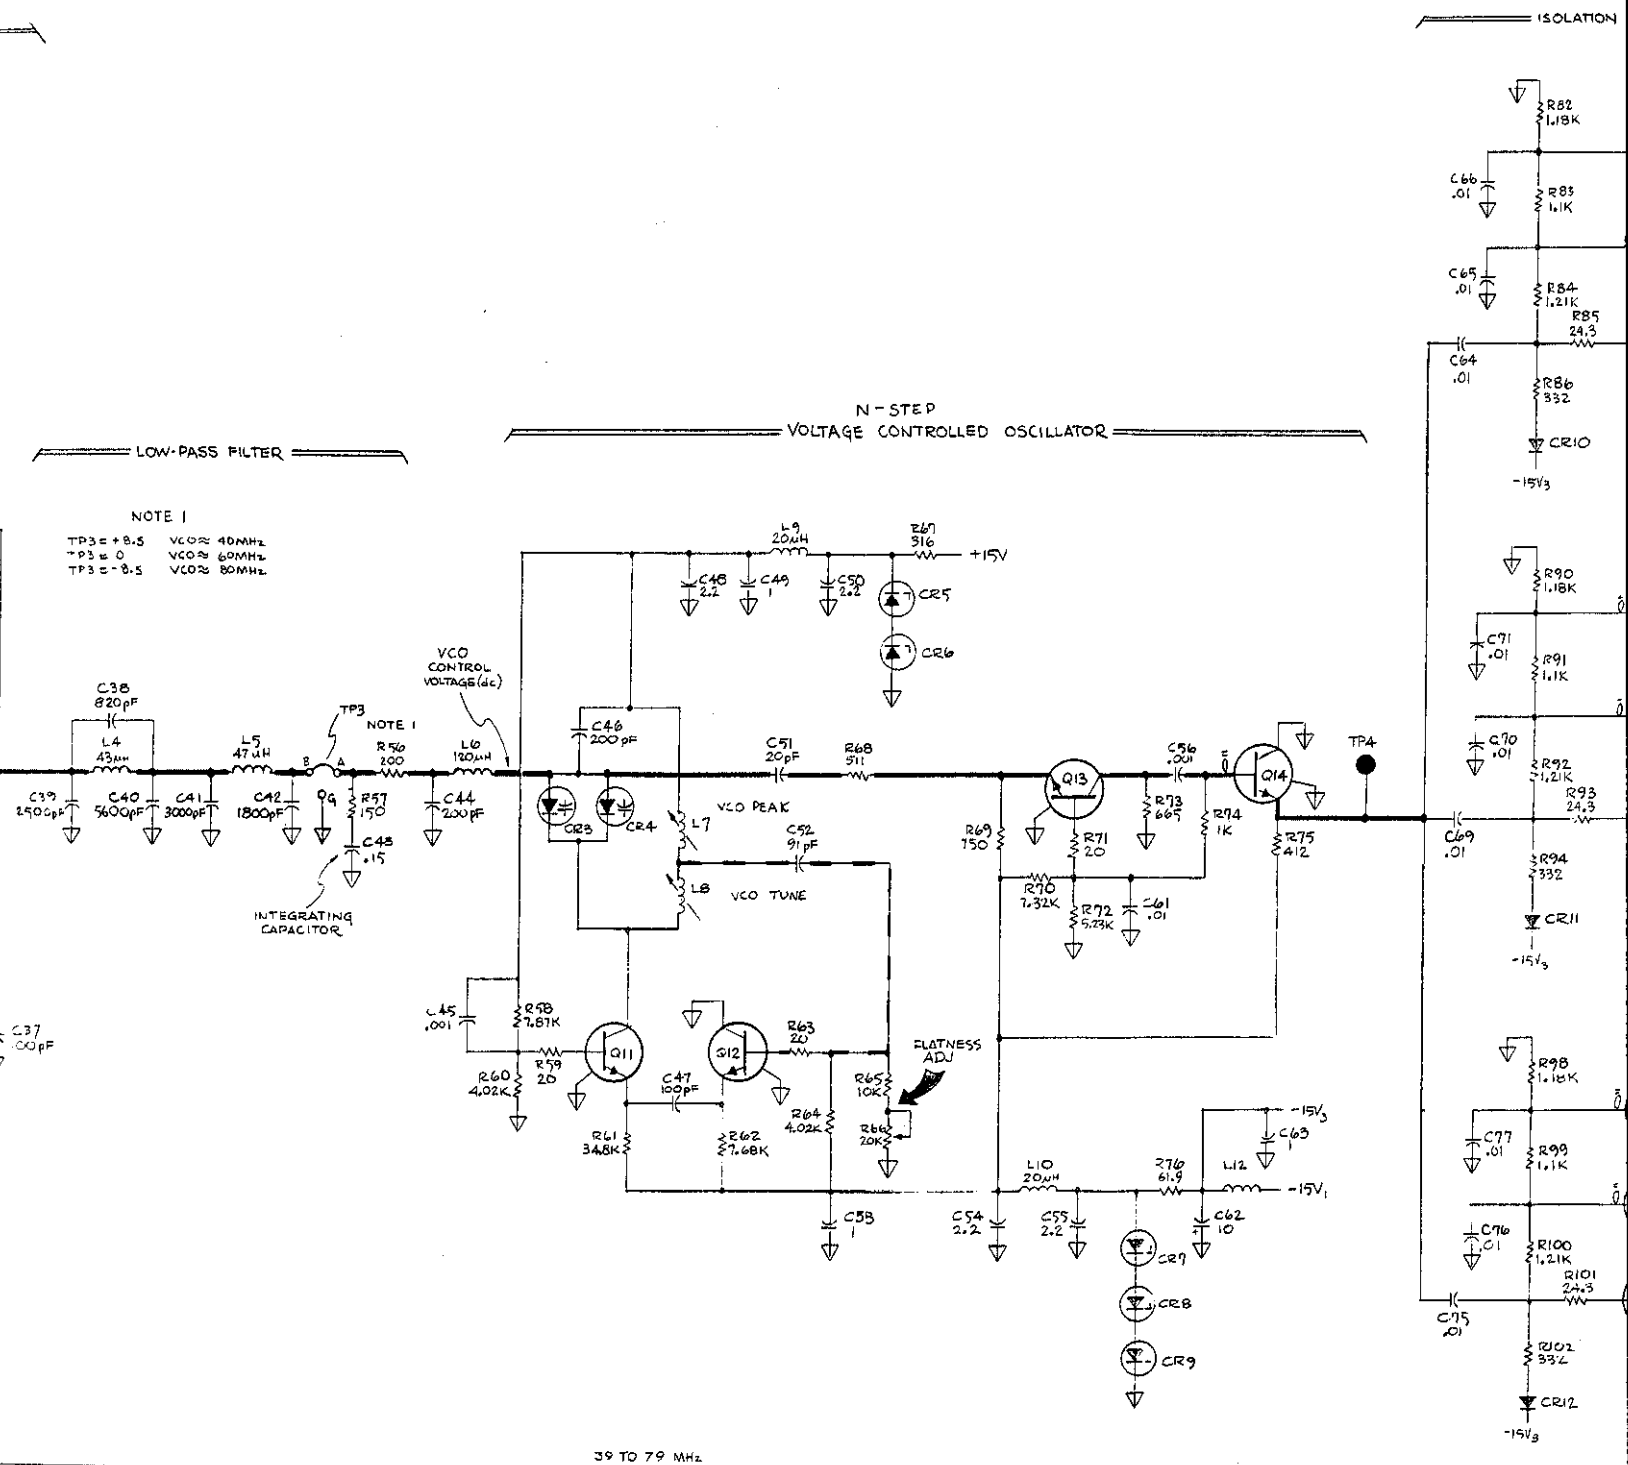 ISOLATION
R82
1.18K
C66
.01
R83
1.1K
C65
.01
R84
1.21K
R85
24.3
C64
.01
R86
332
CR10
-15V3
N-STEP
VOLTAGE CONTROLLED OSCILLATOR
LOW-PASS FILTER
NOTE 1
TP3 = +8.5 VCO≈ 40MHz
TP3 = 0 VCO≈ 60MHz
TP3 = -8.5 VCO≈ 80MHz
L9
20µH
R67
316
+15V
C48
2.2
C49
1
C50
2.2
CR5
CR6
R90
1.18K
C71
.01
R91
1.1K
C70
.01
R92
1.21K
R93
24.3
C69
.01
R94
332
CR11
-15V3
VCO
CONTROL
VOLTAGE(dc)
C38
820pF
L4
43µH
L5
47µH
TP3
NOTE 1
B
A
G
R56
200
L6
120µH
C39
2500pF
C40
5600pF
C41
3000pF
C42
1800pF
R57
150
C43
.15
C44
200pF
INTEGRATING
CAPACITOR
C46
200pF
CR3
CR4
L7
VCO PEAK
L8
VCO TUNE
C51
20pF
R68
511
C52
91pF
R69
750
Q13
R71
20
R70
7.32K
R72
5.23K
C61
.01
C56
.001
R73
665
R74
1K
Q14
R75
412
TP4
C37
C45
.001
R58
7.87K
R59
20
R60
4.02K
Q11
Q12
R63
20
C47
100pF
R61
3.48K
R62
7.68K
R64
4.02K
R65
10K
R66
20K
FLATNESS
ADJ
C53
1
C54
2.2
L10
20µH
C55
2.2
R76
61.9
L12
-15V3
C63
1
-15V1
C62
10
CR7
CR8
CR9
R98
1.18K
C77
.01
R99
1.1K
C76
.01
R100
1.21K
R101
24.3
C75
.01
R102
332
CR12
-15V3
39 TO 79 MHz